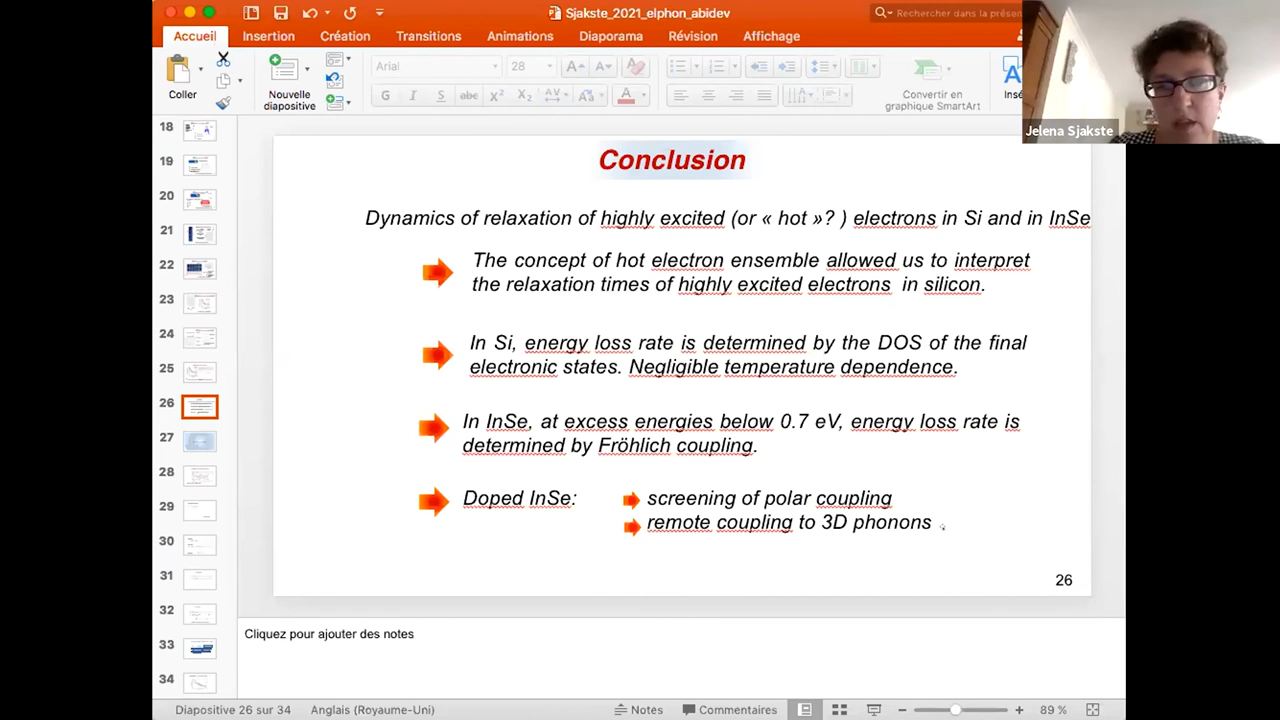 Sjakste_2021_elphon_abidev
Accueil Insertion Création Transitions Animations Diaporama Révision Affichage
Rechercher dans la présen
Coller
Nouvelle
diapositive
Arial 28
G I S abc X² X₂ AV Aa A
Convertir en
graphique SmartArt
Insé
Jelena Sjakste
18
19
20
21
22
23
24
25
26
27
28
29
30
31
32
33
34
Conclusion
Dynamics of relaxation of highly excited (or « hot »? ) electrons in Si and in InSe
The concept of hot electron ensemble allowed us to interpret
the relaxation times of highly excited electrons in silicon.
In Si, energy loss rate is determined by the DOS of the final
electronic states. Negligible temperature dependence.
In InSe, at excess energies below 0.7 eV, energy loss rate is
determined by Fröhlich coupling.
Doped InSe: screening of polar coupling
remote coupling to 3D phonons
26
Cliquez pour ajouter des notes
Diapositive 26 sur 34 Anglais (Royaume-Uni) Notes Commentaires 89 %